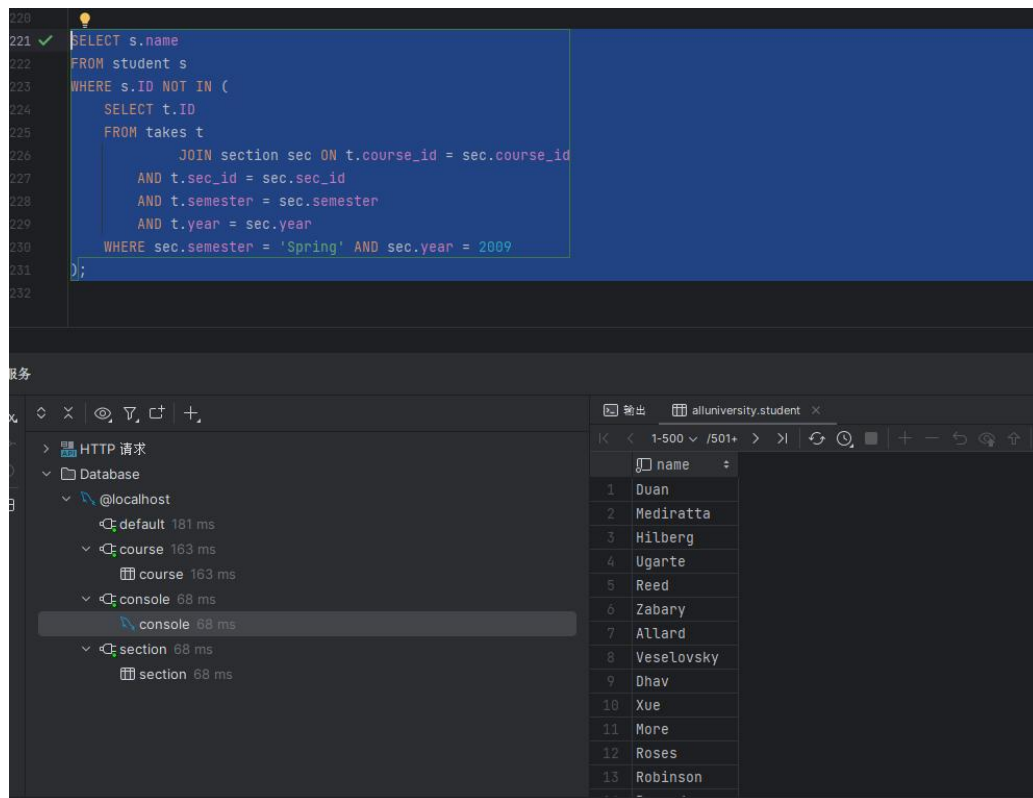 220
221 SELECT s.name
222 FROM student s
223 WHERE s.ID NOT IN (
224 SELECT t.ID
225 FROM takes t
226 JOIN section sec ON t.course_id = sec.course_id
227 AND t.sec_id = sec.sec_id
228 AND t.semester = sec.semester
229 AND t.year = sec.year
230 WHERE sec.semester = 'Spring' AND sec.year = 2009
231 );
232
服务
HTTP 请求
Database
@localhost
default 181 ms
course 163 ms
course 163 ms
console 68 ms
console 68 ms
section 68 ms
section 68 ms
输出 alluniversity.student
1-500 /501+
name
1 Duan
2 Mediratta
3 Hilberg
4 Ugarte
5 Reed
6 Zabary
7 Allard
8 Veselovsky
9 Dhav
10 Xue
11 More
12 Roses
13 Robinson